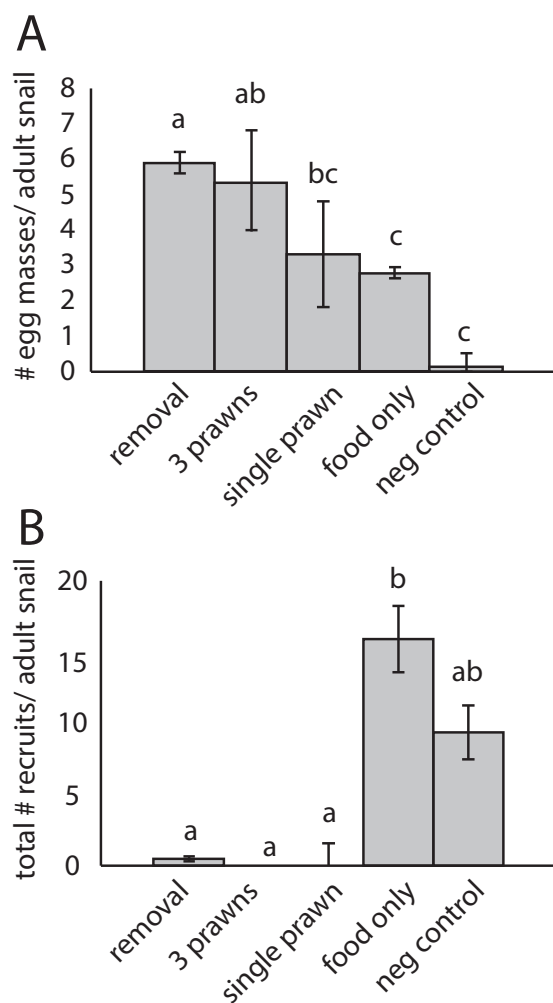 A
# egg masses/ adult snail
8
7
6
5
4
3
2
1
0
a
ab
bc
c
c
removal
3 prawns
single prawn
food only
neg control
B
total # recruits/ adult snail
20
15
10
5
0
a
a
a
b
ab
removal
3 prawns
single prawn
food only
neg control